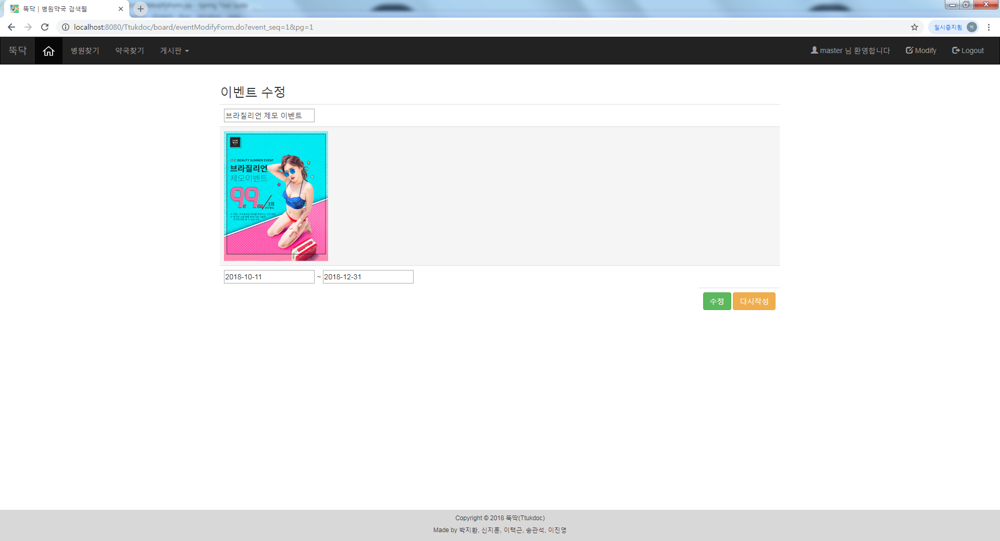 뚝닥 | 병원약국 검색웹
localhost:8080/Ttukdoc/board/eventModifyForm.do?event_seq=1&pg=1
일시중지됨 박
뚝닥 병원찾기 약국찾기 게시판 master 님 환영합니다 Modify Logout
이벤트 수정
브라질리언 제모 이벤트
SUM
MER
BEAUTY SUMMER EVENT
브라질리언
제모이벤트
99
3회
2018-10-11 ~ 2018-12-31
수정 다시작성
Copyright © 2018 뚝딱(Ttukdoc)
Made by 박지환, 신지훈, 이택근, 송관석, 이진영